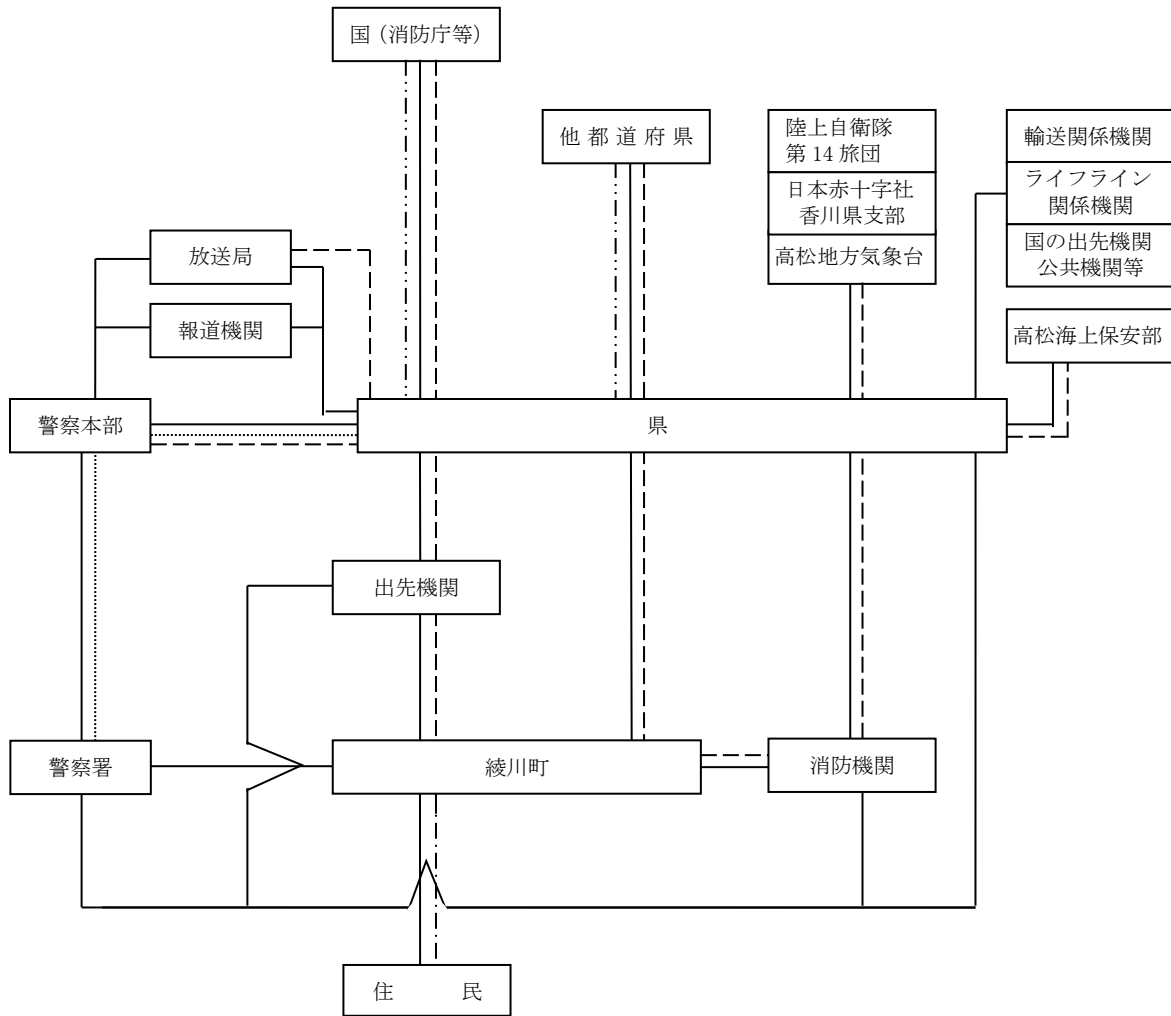 国（消防庁等）
他 都 道 府 県
陸上自衛隊
第 14 旅団
日本赤十字社
香川県支部
高松地方気象台
輸送関係機関
ライフライン
関係機関
国の出先機関
公共機関等
高松海上保安部
放送局
報道機関
警察本部
県
出先機関
警察署
綾川町
消防機関
住 民